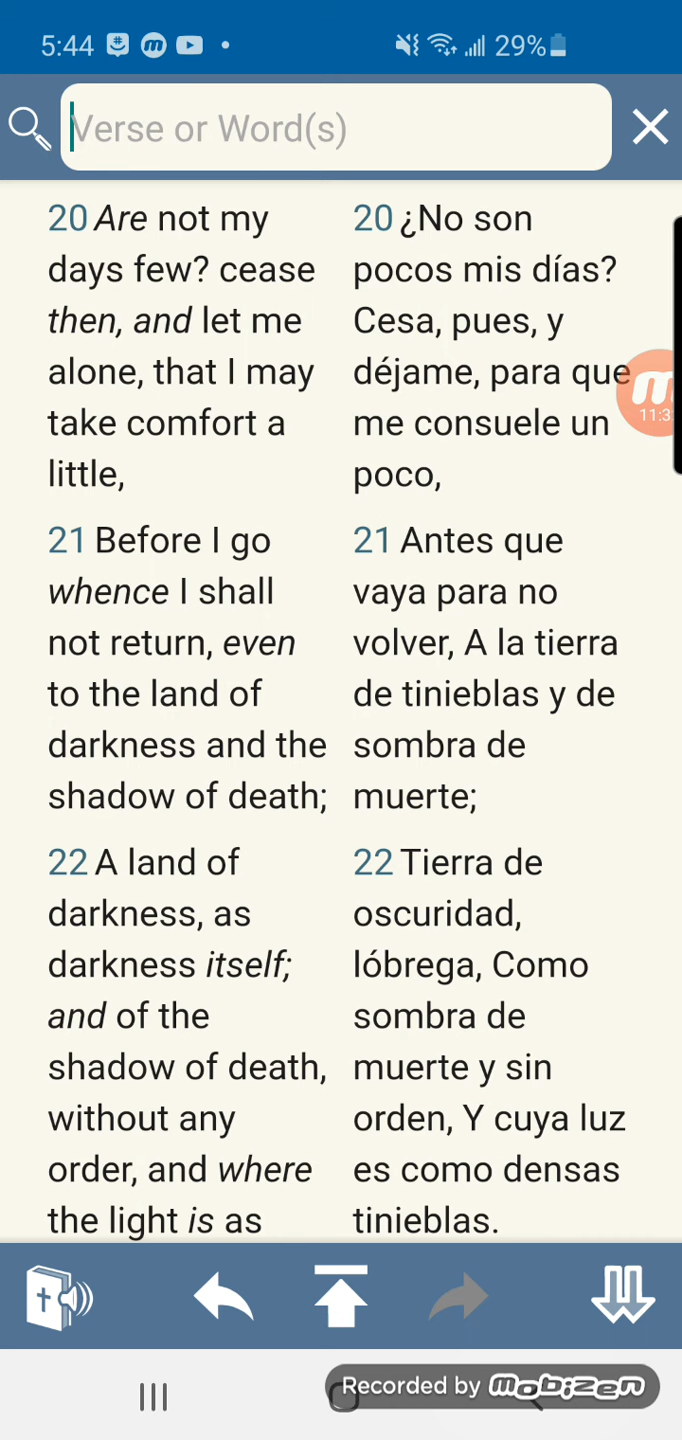 5:44
29%
Verse or Word(s)
20 Are not my
days few? cease
then, and let me
alone, that I may
take comfort a
little,
20 ¿No son
pocos mis días?
Cesa, pues, y
déjame, para que
me consuele un
poco,
11:3
21 Before I go
whence I shall
not return, even
to the land of
darkness and the
shadow of death;
21 Antes que
vaya para no
volver, A la tierra
de tinieblas y de
sombra de
muerte;
22 A land of
darkness, as
darkness itself;
and of the
shadow of death,
without any
order, and where
the light is as
22 Tierra de
oscuridad,
lóbrega, Como
sombra de
muerte y sin
orden, Y cuya luz
es como densas
tinieblas.
Recorded by mobizen